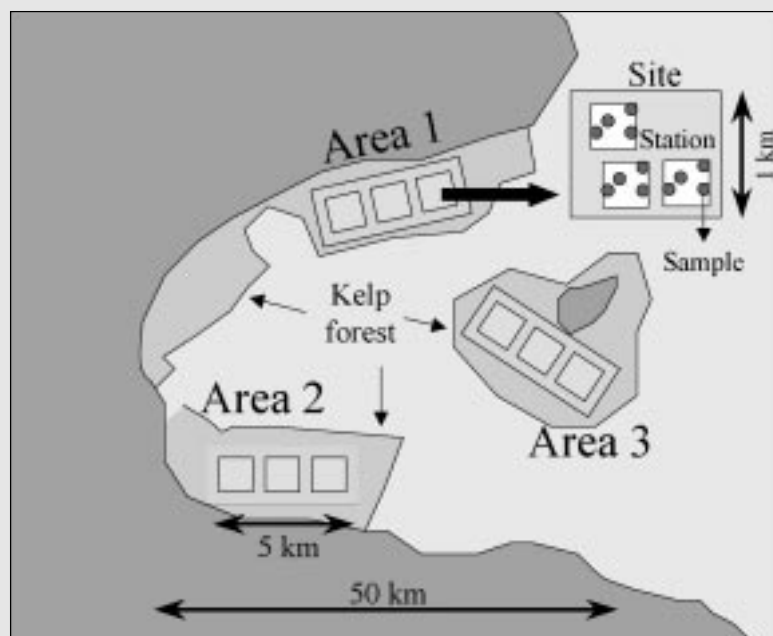 Site
Area 1
Station
1 km
Sample
Kelp
forest
Area 2
Area 3
5 km
50 km